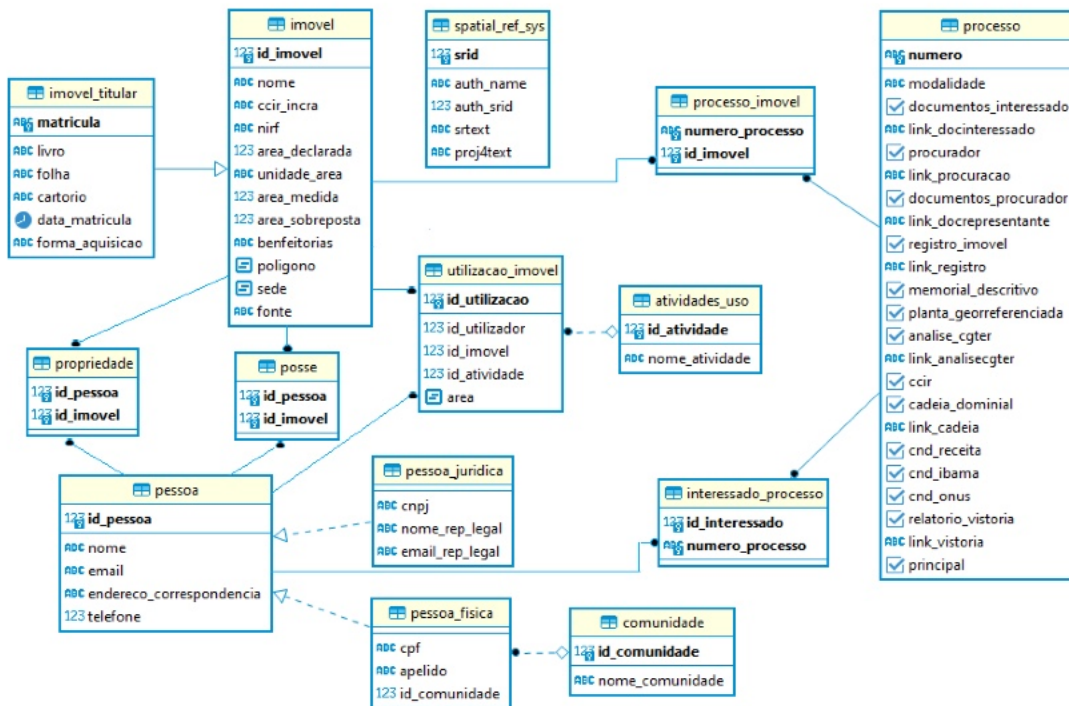 imovel
id_imovel
nome
ccir_incra
nirf
area_declarada
unidade_area
area_medida
area_sobreposta
benfeitorias
poligono
sede
fonte
spatial_ref_sys
srid
auth_name
auth_srid
srtext
proj4text
processo
numero
modalidade
documentos_interessado
link_docinteressado
procurador
link_procuracao
documentos_procurador
link_docrepresentante
registro_imovel
link_registro
memorial_descritivo
planta_georreferenciada
analise_cgter
link_analisecgter
ccir
cadeia_dominial
link_cadeia
cnd_receita
cnd_ibama
cnd_onus
relatorio_vistoria
link_vistoria
principal
imovel_titular
matricula
livro
folha
cartorio
data_matricula
forma_aquisicao
processo_imovel
numero_processo
id_imovel
utilizacao_imovel
id_utilizacao
id_utilizador
id_imovel
id_atividade
area
atividades_uso
id_atividade
nome_atividade
propriedade
id_pessoa
id_imovel
posse
id_pessoa
id_imovel
pessoa
id_pessoa
nome
email
endereco_correspondencia
telefone
pessoa_juridica
cnpj
nome_rep_legal
email_rep_legal
interessado_processo
id_interessado
numero_processo
pessoa_fisica
cpf
apelido
id_comunidade
comunidade
id_comunidade
nome_comunidade